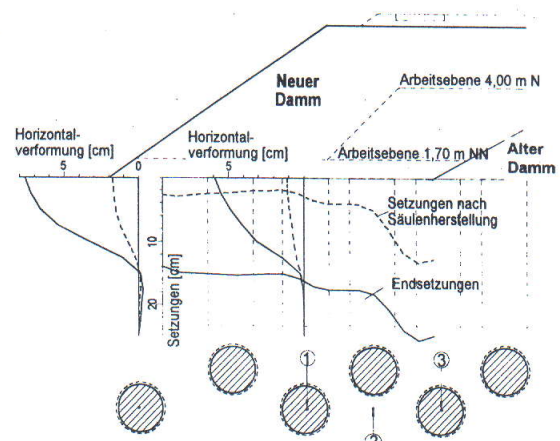 Neuer
Damm
Arbeitsebene 4,00 m N
Horizontal-
verformung [cm]
5
0
Horizontal-
verformung [cm]
5
Arbeitsebene 1,70 m NN
Alter
Damm
Setzungen nach
Säulenherstellung
10
20
Setzungen [cm]
Endsetzungen
1
3